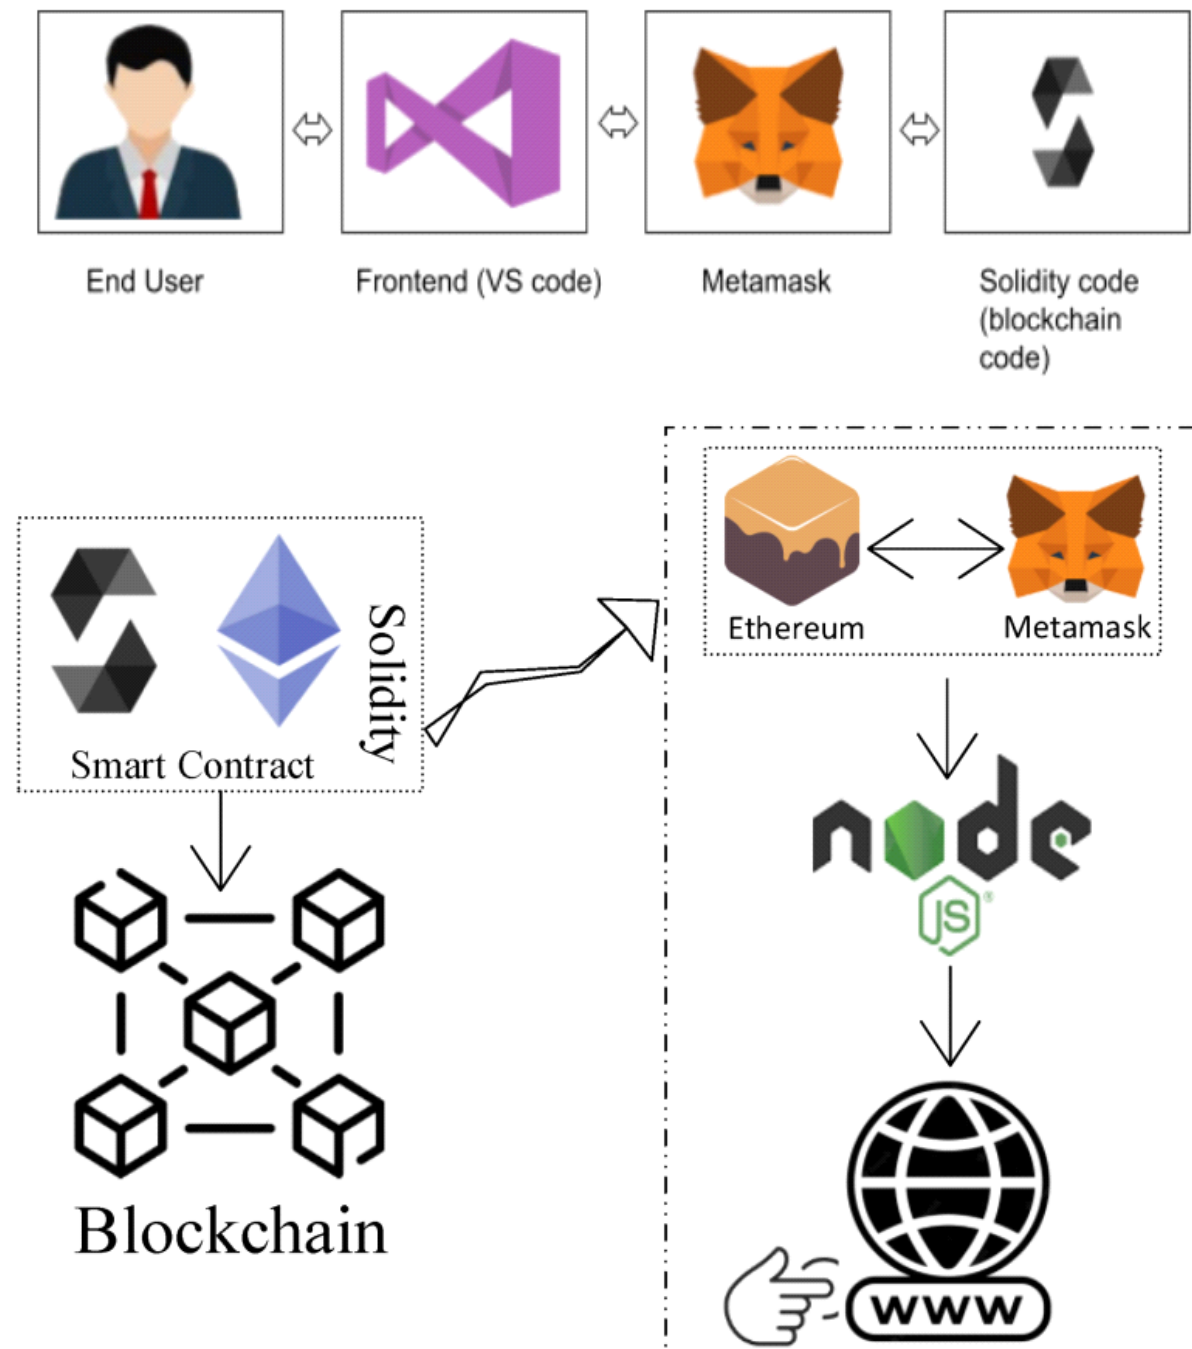 End User
Frontend (VS code)
Metamask
Solidity code
(blockchain
code)
Ethereum
Metamask
Solidity
Smart Contract
node
JS®
Blockchain
www